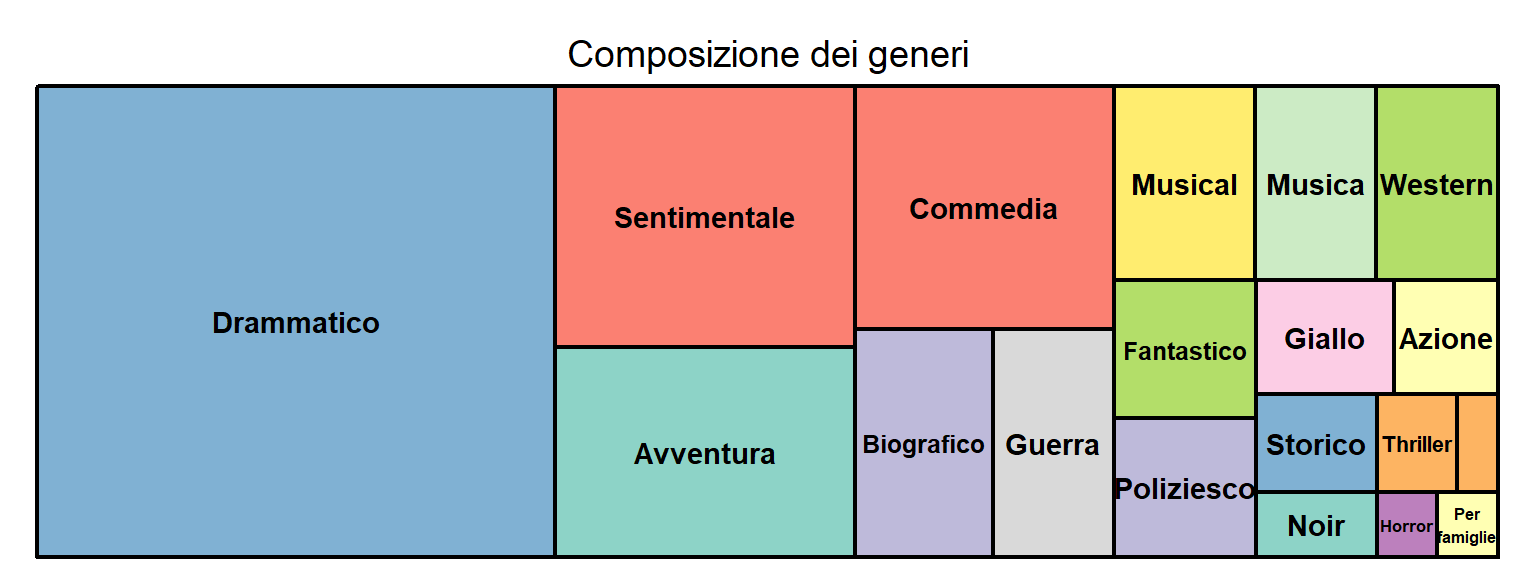 Composizione dei generi
Drammatico
Sentimentale
Avventura
Commedia
Biografico
Guerra
Musical
Fantastico
Poliziesco
Musica
Western
Giallo
Azione
Storico
Thriller
Noir
Horror
Per
famiglie